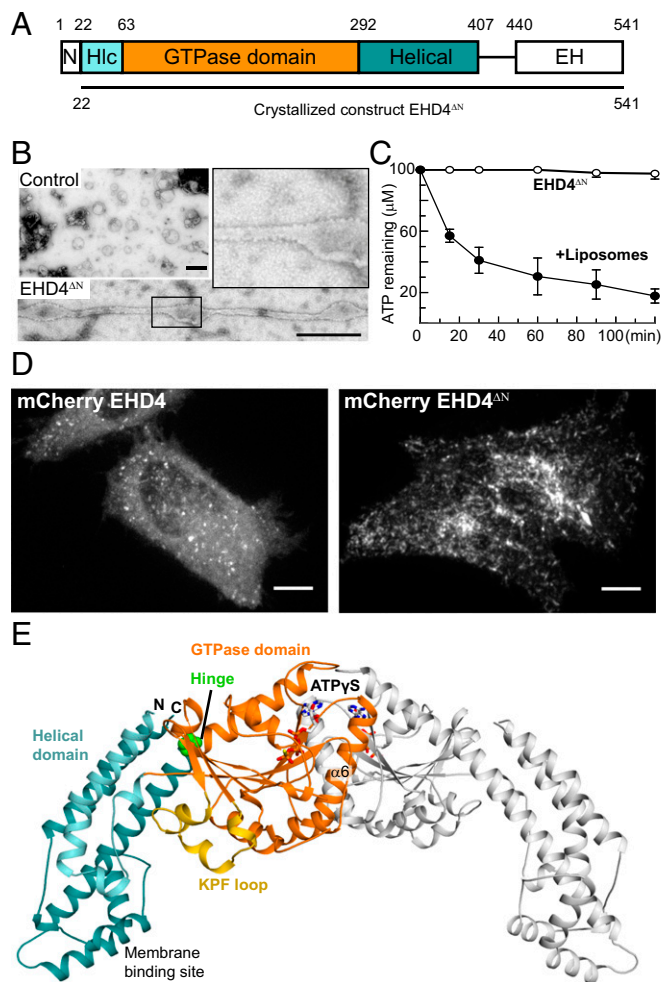 A
1 22 63 292 407 440 541
N Hlc GTPase domain Helical EH
22 Crystallized construct EHD4ΔN 541
B
Control
EHD4ΔN
C
ATP remaining (μM)
100
60
20
EHD4ΔN
+Liposomes
0 20 40 60 80 100 (min)
D
mCherry EHD4
mCherry EHD4ΔN
E
GTPase domain
Hinge
ATPγS
N C
Helical
domain
α6
KPF loop
Membrane
binding site